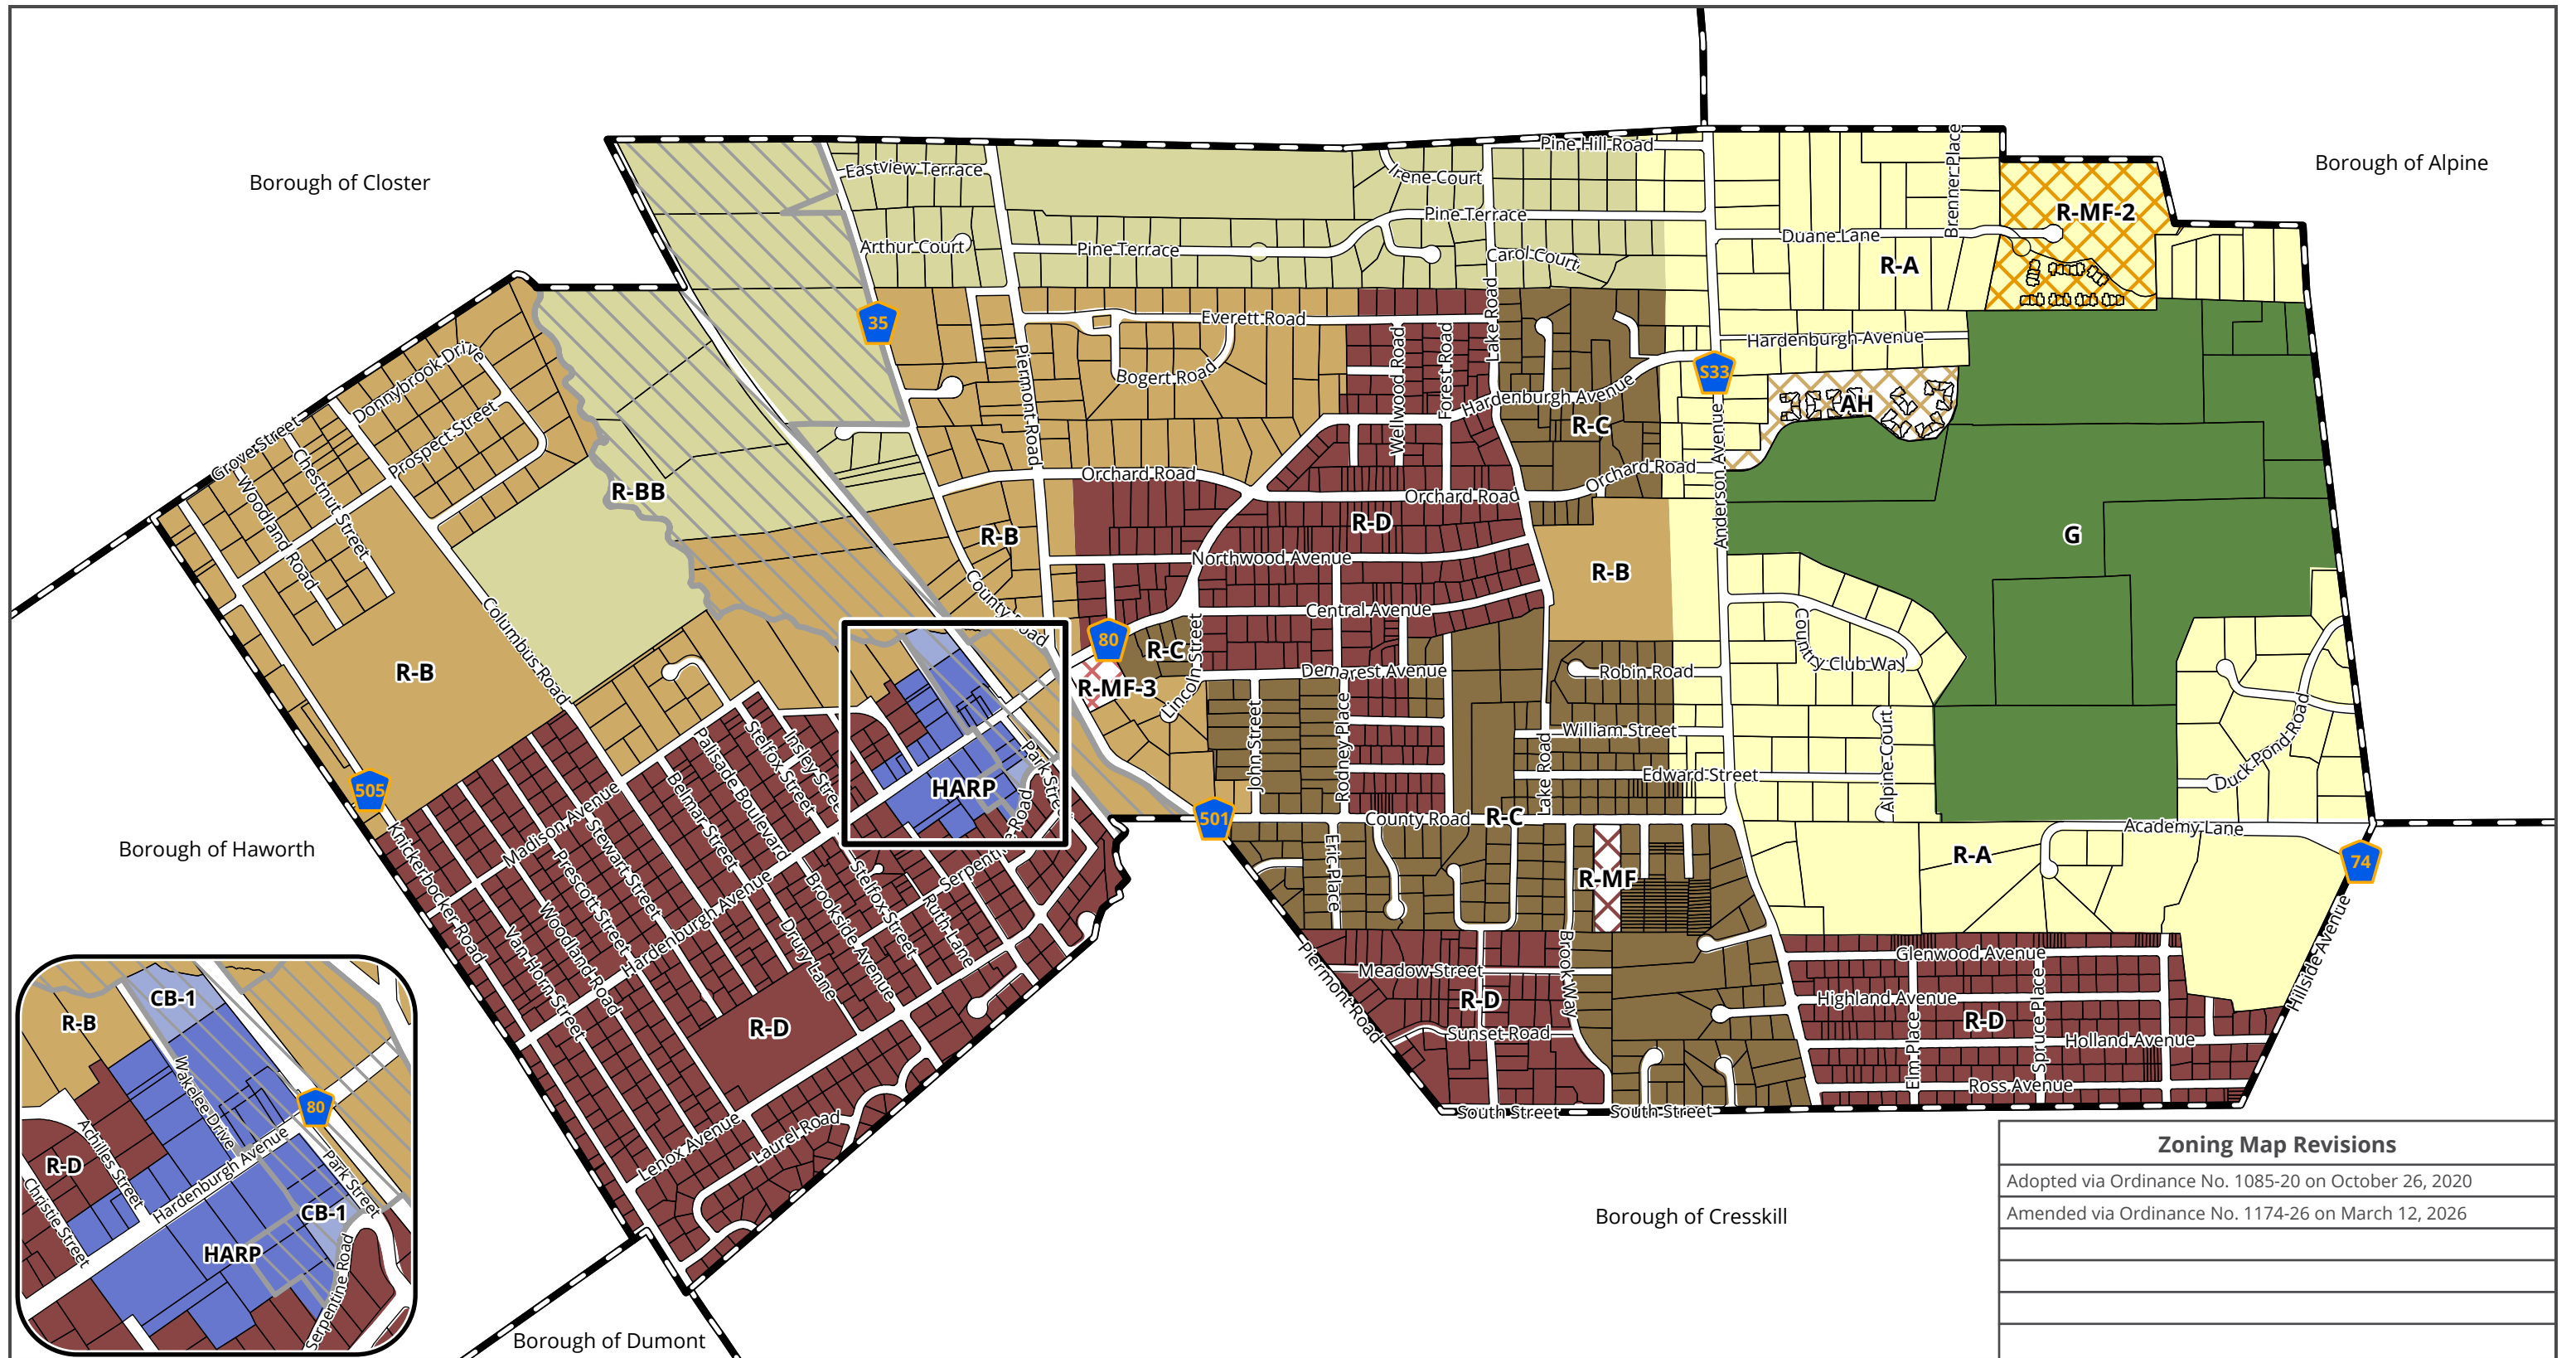 Borough of Closter
Borough of Alpine
Pine Hill Road
Brenner Place
Eastview Terrace
Irene Court
R-MF-2
Pine Terrace
Arthur Court
Pine Terrace
Carol Court
Duane Lane
R-A
35
Everett Road
Lake Road
Hardenburgh Avenue
Piermont Road
Bogert Road
Wellwood Road
Forest Road
Hardenburgh Avenue
S33
Donnybrook Drive
Prospect Street
Grove Street
Chestnut Street
Woodland Road
AH
R-C
Anderson Avenue
Orchard Road
Orchard Road
Orchard Road
R-BB
R-B
R-D
G
Northwood Avenue
R-B
County road
Columbus Road
Central Avenue
80
R-C
Lincoln Street
Country Club Way
R-B
R-MF-3
Demarest Avenue
Robin Road
John Street
Rodney Place
William Street
Lake Road
Edward Street
Alpine Court
Duck Pond Road
Palisade Boulevard
Stelfox Street
Insley Street
Belmar Street
HARP
Park Street
505
501
County Road
R-C
Academy Lane
Borough of Haworth
Knickerbocker Road
Madison Avenue
Stewart Street
Prescott Street
Serpentine Road
Eric Place
R-MF
R-A
74
Hardenburgh Avenue
Brookside Avenue
Stelfox Street
Ruth Lane
Woodland Road
Van Horn Street
Drury Lane
Piermont Road
Meadow Street
Brook Way
Glenwood Avenue
Hillside Avenue
Highland Avenue
R-D
R-D
R-D
Elm Place
Spruce Place
Sunset Road
Holland Avenue
Ross Avenue
South Street
South Street
Lenox Avenue
Laurel Road
CB-1
R-B
Wakelee Drive
80
Achilles Street
R-D
Hardenburgh Avenue
Park Street
Christie Street
CB-1
HARP
Serpentine Road
Borough of Cresskill
Borough of Dumont
Zoning Map Revisions
Adopted via Ordinance No. 1085-20 on October 26, 2020
Amended via Ordinance No. 1174-26 on March 12, 2026